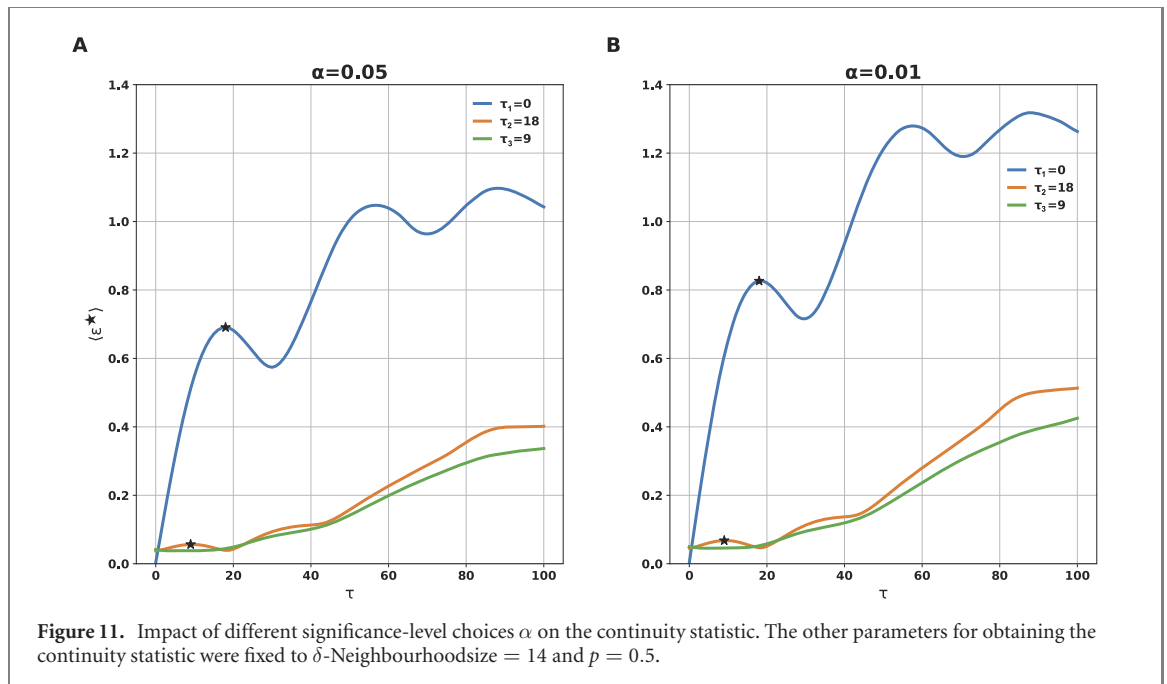 A
B
α=0.05
α=0.01
1.4
1.2
1.0
0.8
0.6
0.4
0.2
0.0
⟨ε★⟩
τ₁=0
τ₂=18
τ₃=9
0 20 40 60 80 100
τ
1.4
1.2
1.0
0.8
0.6
0.4
0.2
0.0
τ₁=0
τ₂=18
τ₃=9
0 20 40 60 80 100
τ
Figure 11. Impact of different significance-level choices α on the continuity statistic. The other parameters for obtaining the
continuity statistic were fixed to δ-Neighbourhoodsize = 14 and p = 0.5.